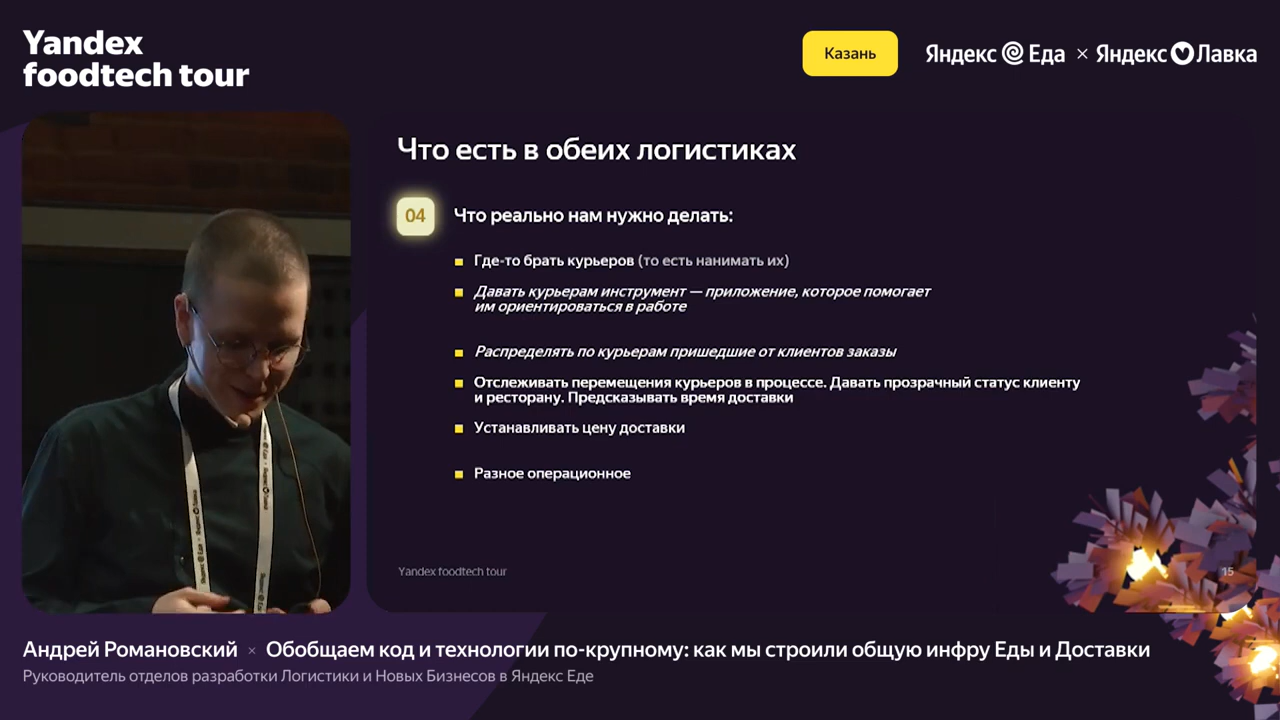 Yandex
foodtech tour
Казань
Яндекс Еда × Яндекс Лавка
Что есть в обеих логистиках
04
Что реально нам нужно делать:
Где-то брать курьеров (то есть нанимать их)
Давать курьерам инструмент — приложение, которое помогает
им ориентироваться в работе
Распределять по курьерам пришедшие от клиентов заказы
Отслеживать перемещения курьеров в процессе. Давать прозрачный статус клиенту
и ресторану. Предсказывать время доставки
Устанавливать цену доставки
Разное операционное
Yandex foodtech tour
15
Андрей Романовский × Обобщаем код и технологии по-крупному: как мы строили общую инфру Еды и Доставки
Руководитель отделов разработки Логистики и Новых Бизнесов в Яндекс Еде